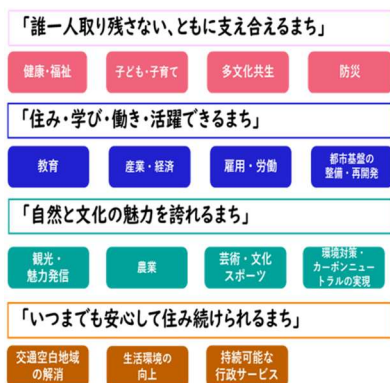 「誰一人取り残さない、ともに支え合えるまち」
健康・福祉
子ども・子育て
多文化共生
防災
「住み・学び・働き・活躍できるまち」
教育
産業・経済
雇用・労働
都市基盤の
整備・再開発
「自然と文化の魅力を誇れるまち」
観光・
魅力発信
農業
芸術・文化
スポーツ
環境対策・
カーボンニュー
トラルの実現
「いつまでも安心して住み続けられるまち」
交通空白地域
の解消
生活環境の
向上
持続可能な
行政サービス